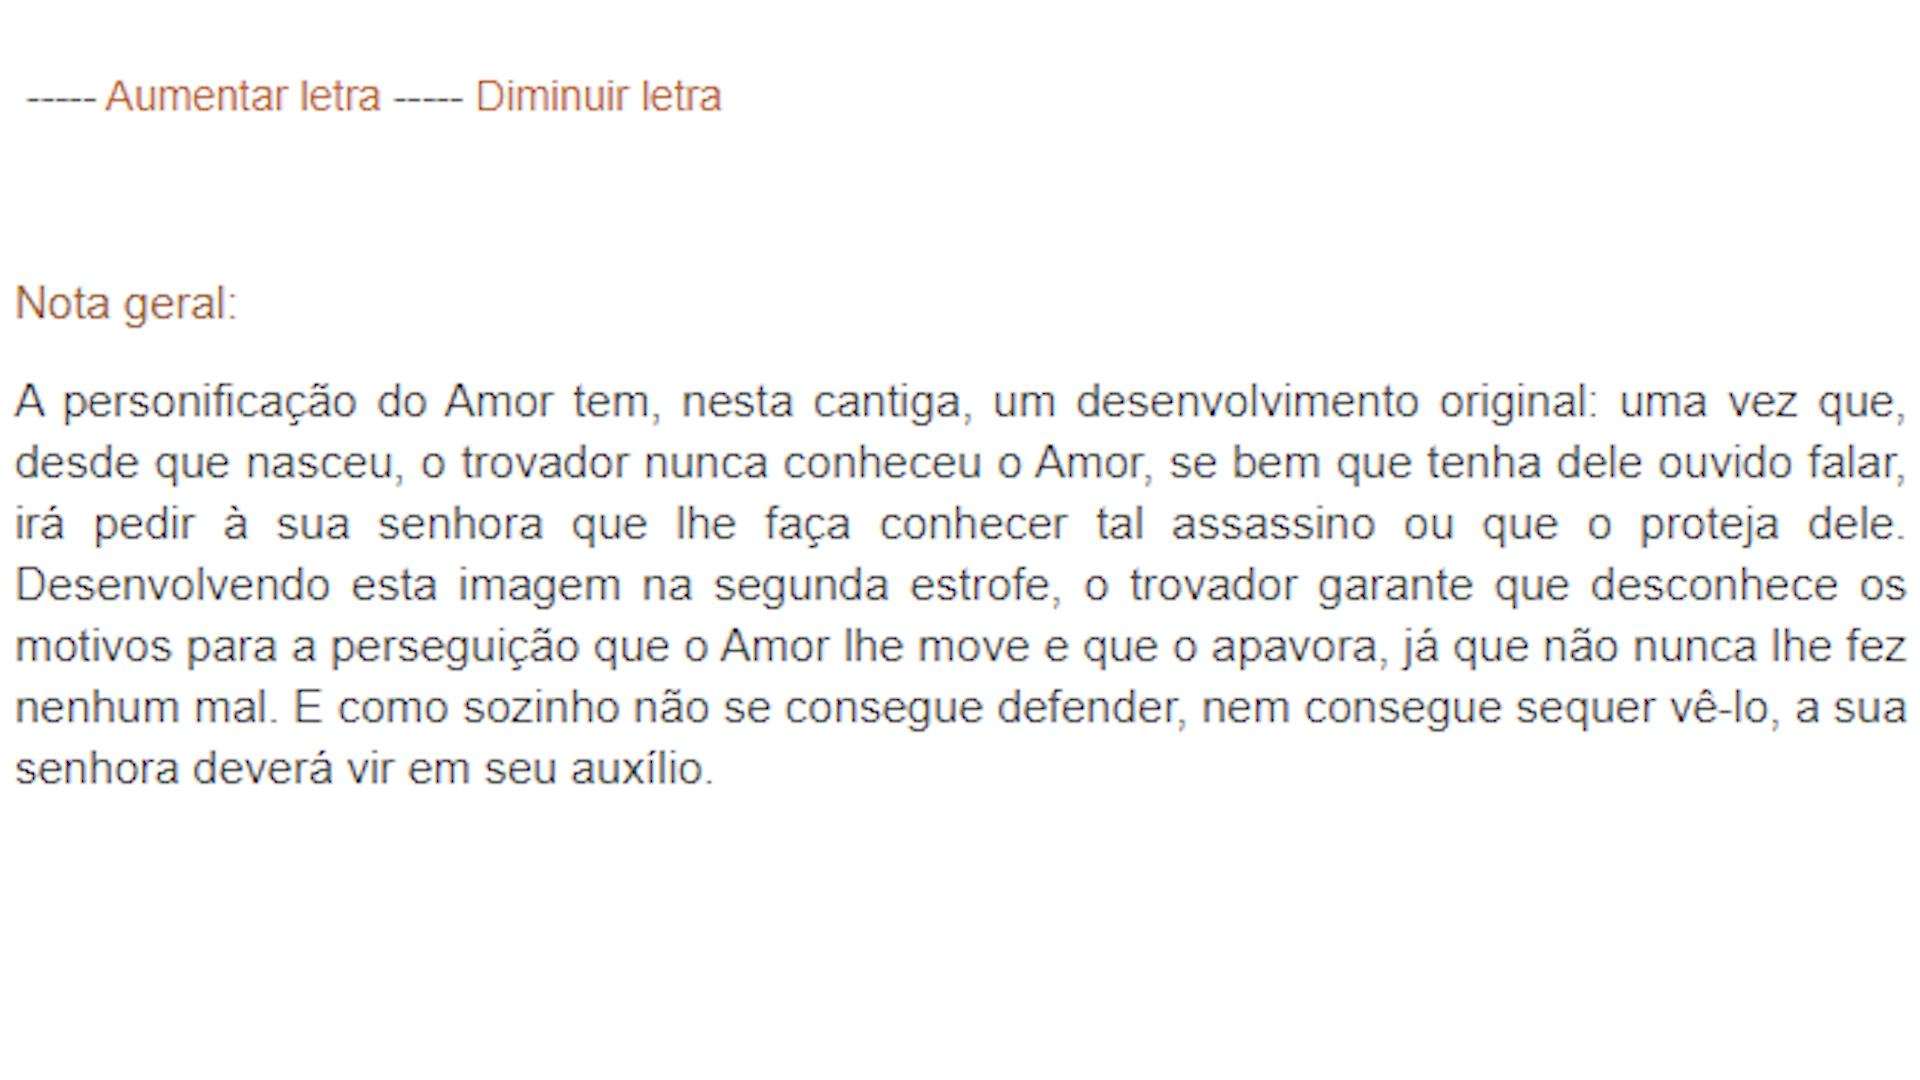 ----- Aumentar letra ----- Diminuir letra
Nota geral:
A personificação do Amor tem, nesta cantiga, um desenvolvimento original: uma vez que,
desde que nasceu, o trovador nunca conheceu o Amor, se bem que tenha dele ouvido falar,
irá pedir à sua senhora que lhe faça conhecer tal assassino ou que o proteja dele.
Desenvolvendo esta imagem na segunda estrofe, o trovador garante que desconhece os
motivos para a perseguição que o Amor lhe move e que o apavora, já que não nunca lhe fez
nenhum mal. E como sozinho não se consegue defender, nem consegue sequer vê-lo, a sua
senhora deverá vir em seu auxílio.